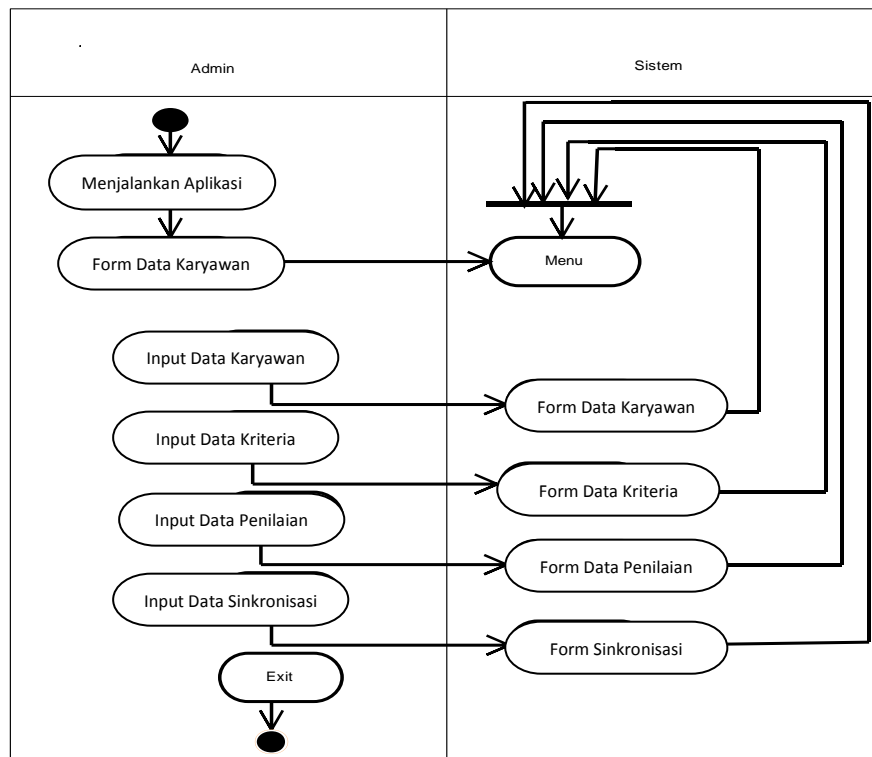 Admin
Sistem
Menjalankan Aplikasi
Form Data Karyawan
Menu
Input Data Karyawan
Form Data Karyawan
Input Data Kriteria
Form Data Kriteria
Input Data Penilaian
Form Data Penilaian
Input Data Sinkronisasi
Form Sinkronisasi
Exit